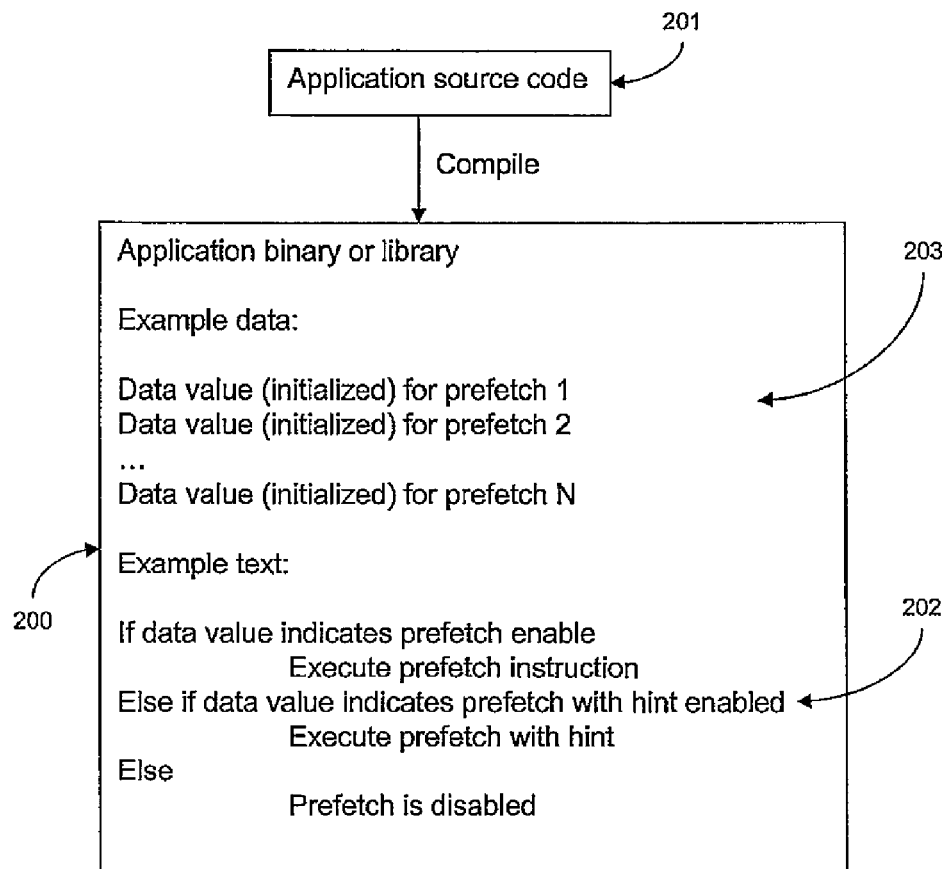 201
Application source code
Compile
Application binary or library
203
Example data:
Data value (initialized) for prefetch 1
Data value (initialized) for prefetch 2
...
Data value (initialized) for prefetch N
Example text:
200
202
If data value indicates prefetch enable
Execute prefetch instruction
Else if data value indicates prefetch with hint enabled
Execute prefetch with hint
Else
Prefetch is disabled